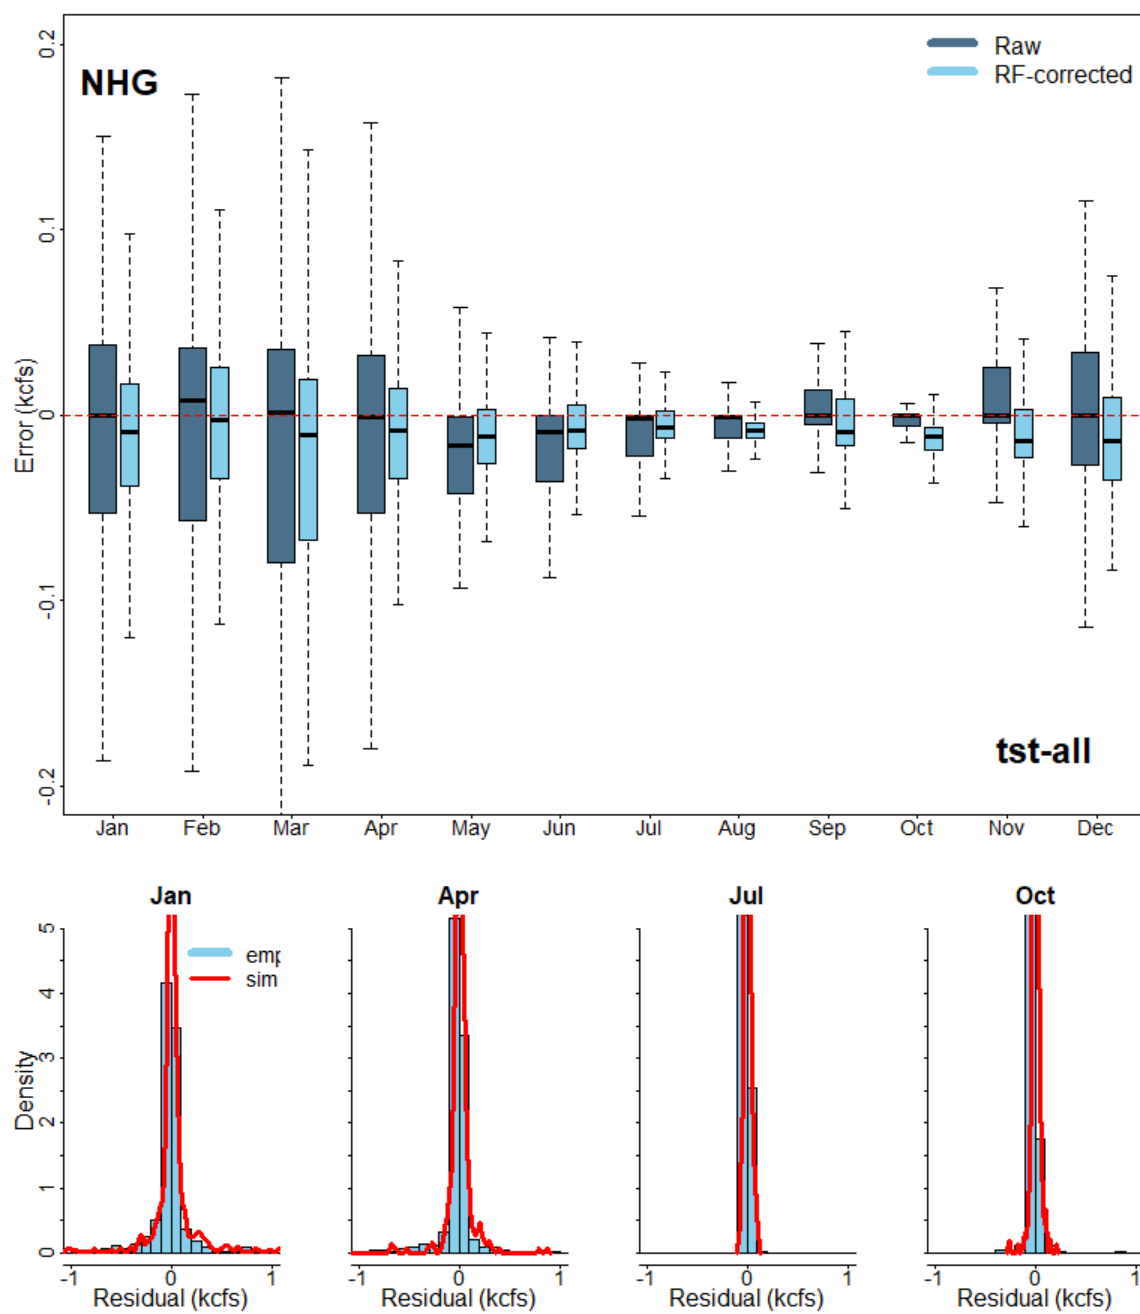 0.2
Raw
RF-corrected
NHG
0.1
Error (kcfs)
0
-0.1
-0.2
tst-all
Jan Feb Mar Apr May Jun Jul Aug Sep Oct Nov Dec
Jan Apr Jul Oct
5
emp
sim
4
3
Density
2
1
0
-1 0 1 -1 0 1 -1 0 1 -1 0 1
Residual (kcfs) Residual (kcfs) Residual (kcfs) Residual (kcfs)